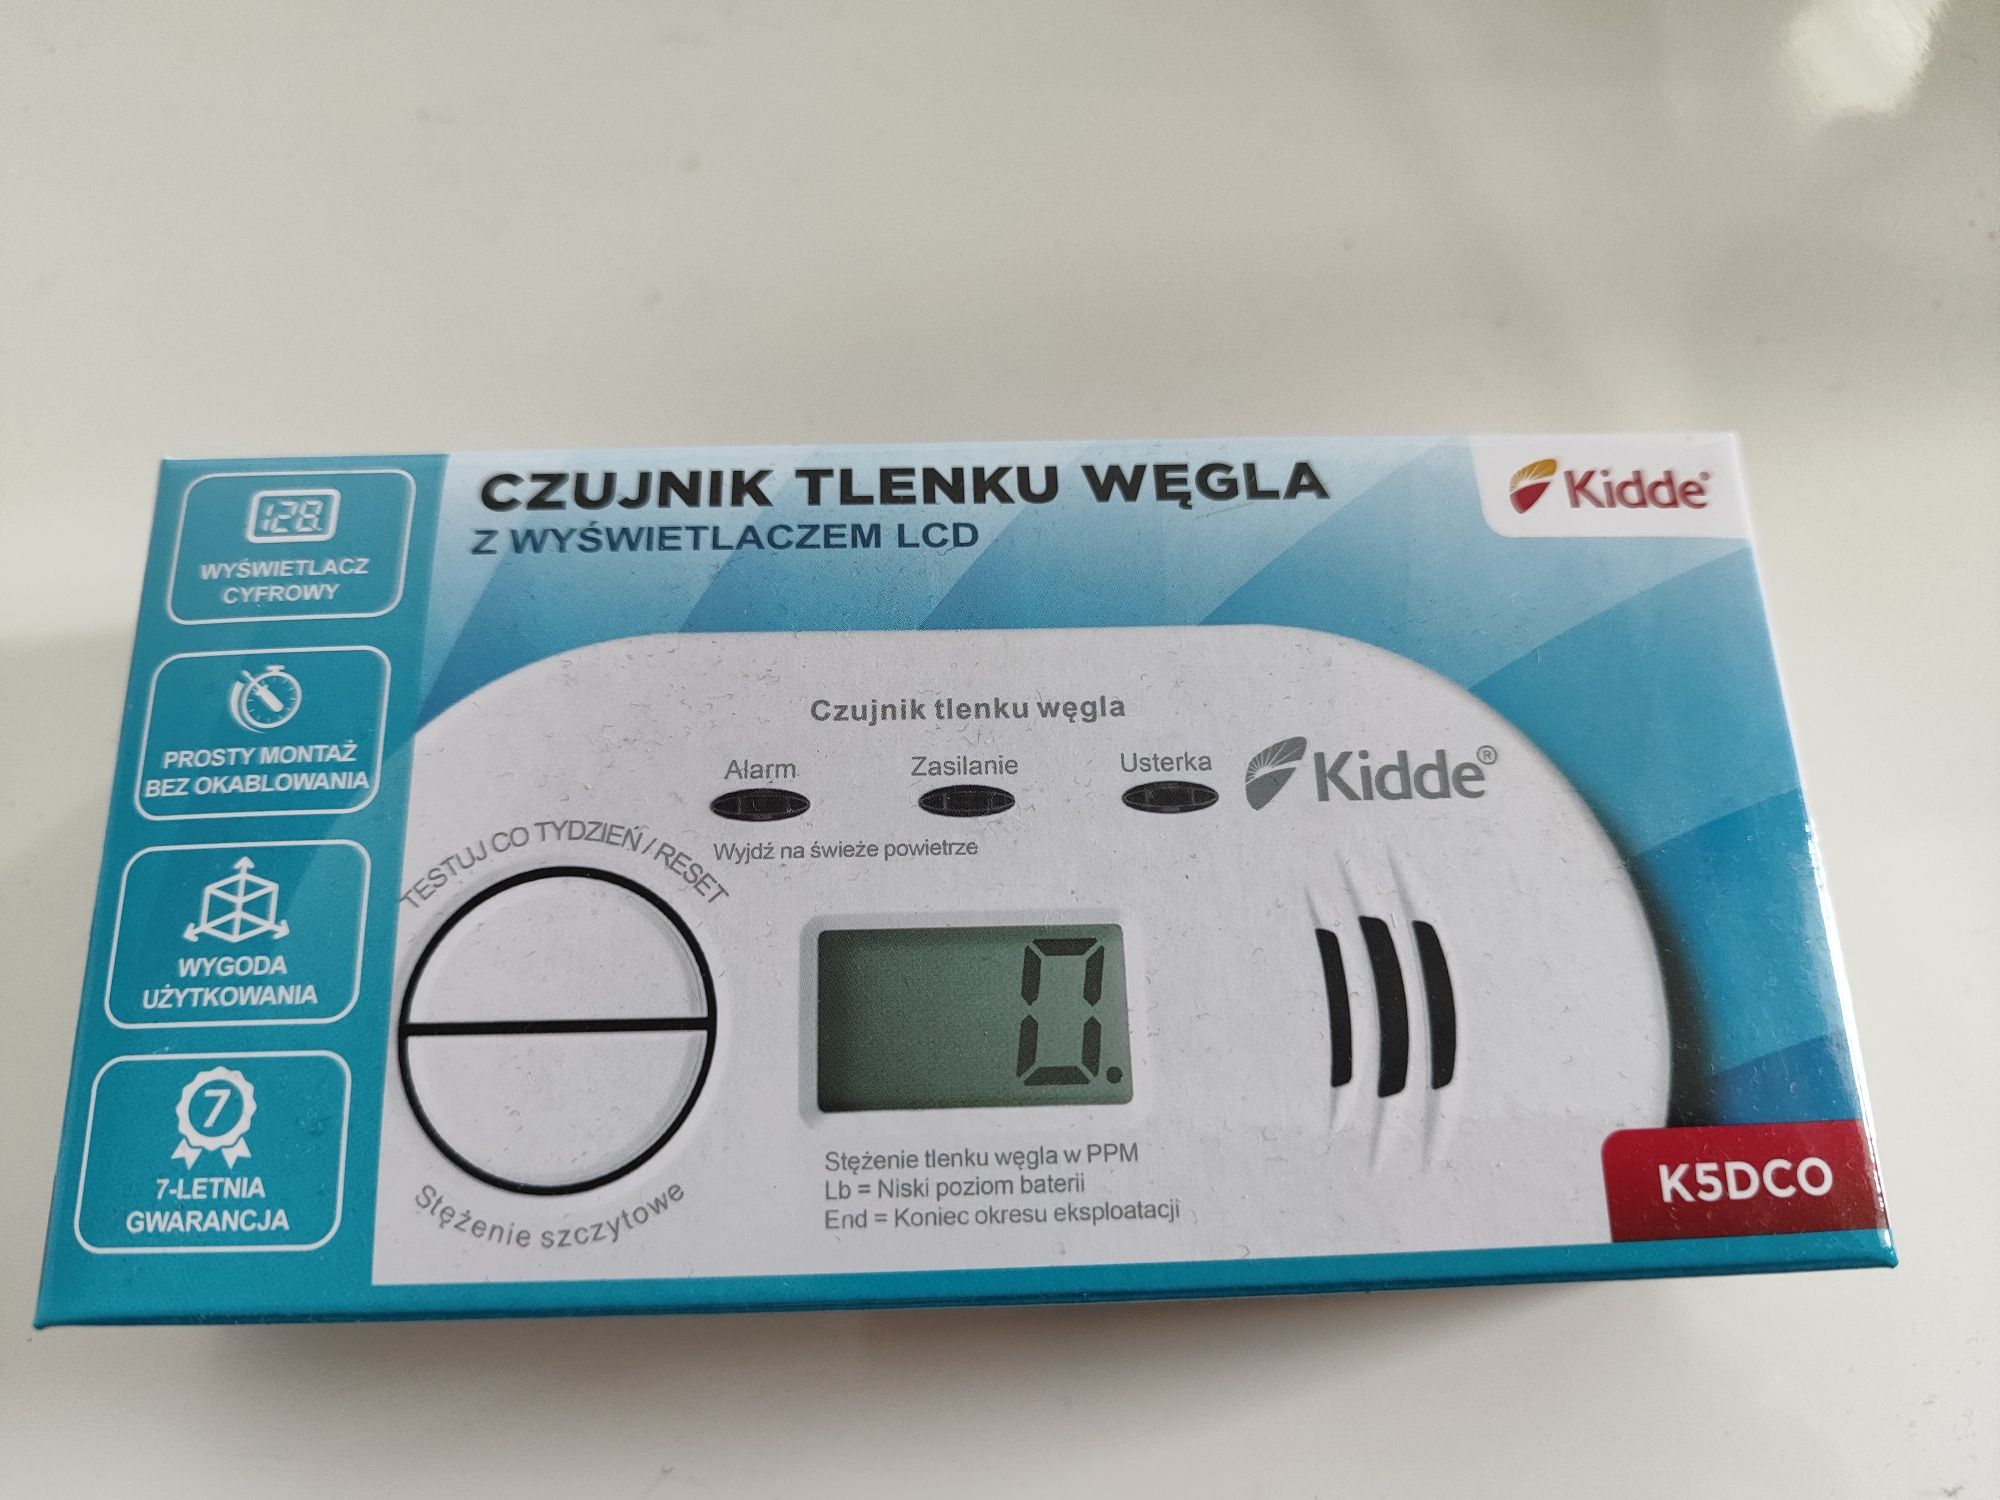 CZUJNIK TLENKU WĘGLA
Z WYŚWIETLACZEM LCD
Kidde®
128
WYŚWIETLACZ
CYFROWY
PROSTY MONTAŻ
BEZ OKABLOWANIA
WYGODA
UŻYTKOWANIA
7
7-LETNIA
GWARANCJA
Czujnik tlenku węgla
Alarm Zasilanie Usterka
Kidde®
Wyjdź na świeże powietrze
TESTUJ CO TYDZIEŃ / RESET
Stężenie szczytowe
0.
Stężenie tlenku węgla w PPM
Lb = Niski poziom baterii
End = Koniec okresu eksploatacji
K5DCO